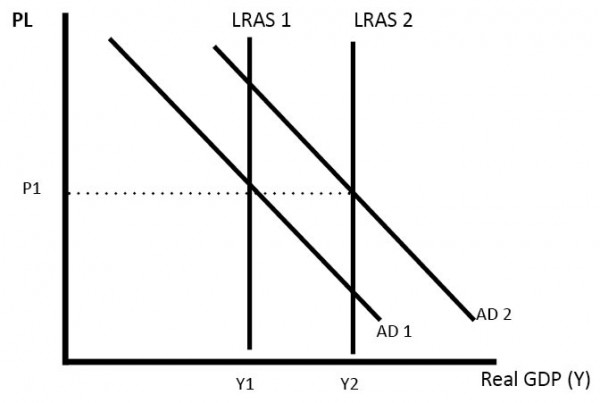 PL
LRAS 1
LRAS 2
P1
AD 1
AD 2
Y1
Y2
Real GDP (Y)